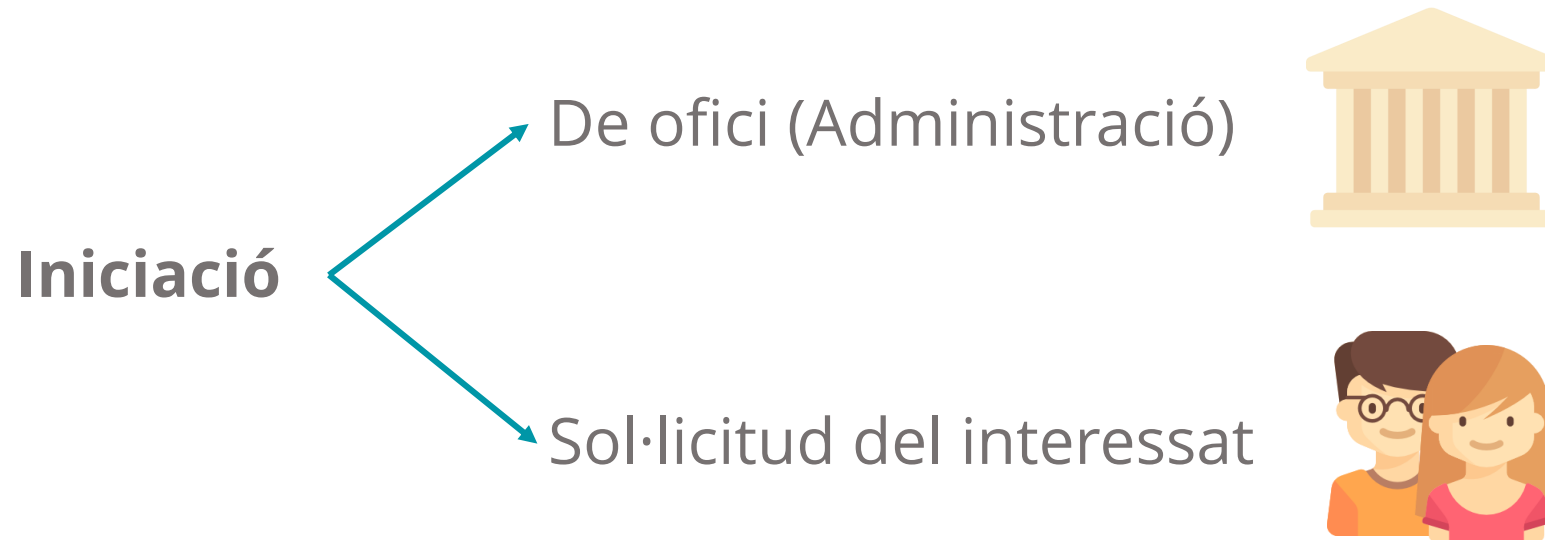 De ofici (Administració)
Iniciació
Sol·licitud del interessat